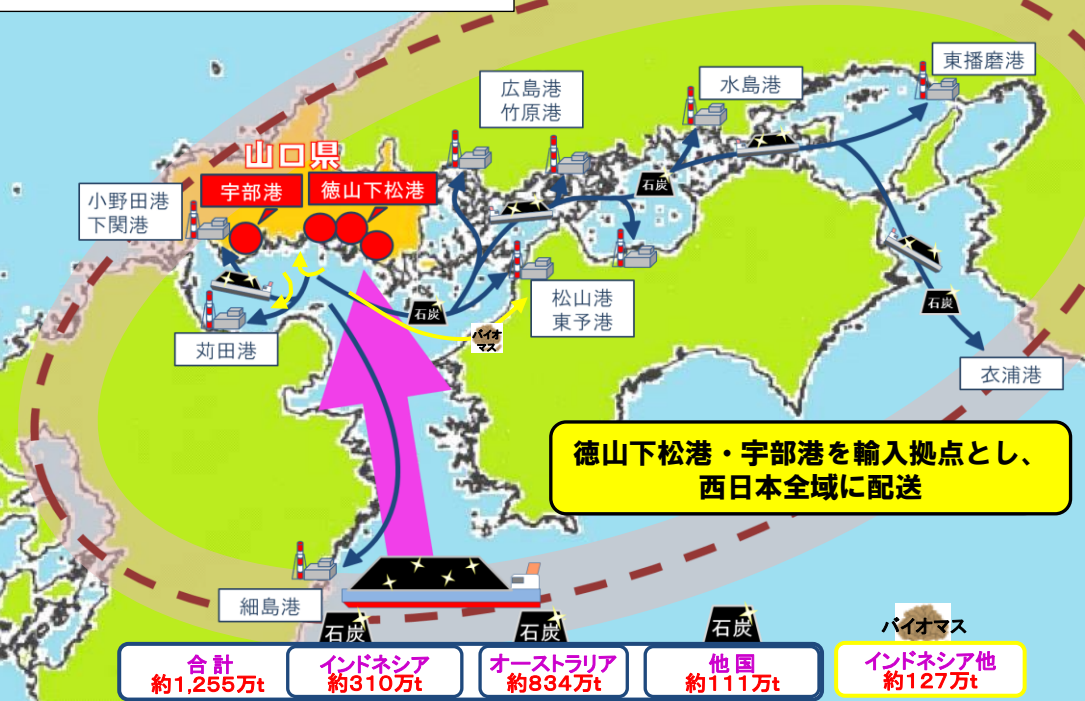 東播磨港
広島港
竹原港
水島港
山口県
小野田港
下関港
宇部港
徳山下松港
石炭
松山港
東予港
石炭
バイオ
マス
石炭
苅田港
衣浦港
徳山下松港・宇部港を輸入拠点とし、
西日本全域に配送
細島港
石炭
石炭
石炭
バイオマス
合計
約1,255万t
インドネシア
約310万t
オーストラリア
約834万t
他国
約111万t
インドネシア他
約127万t